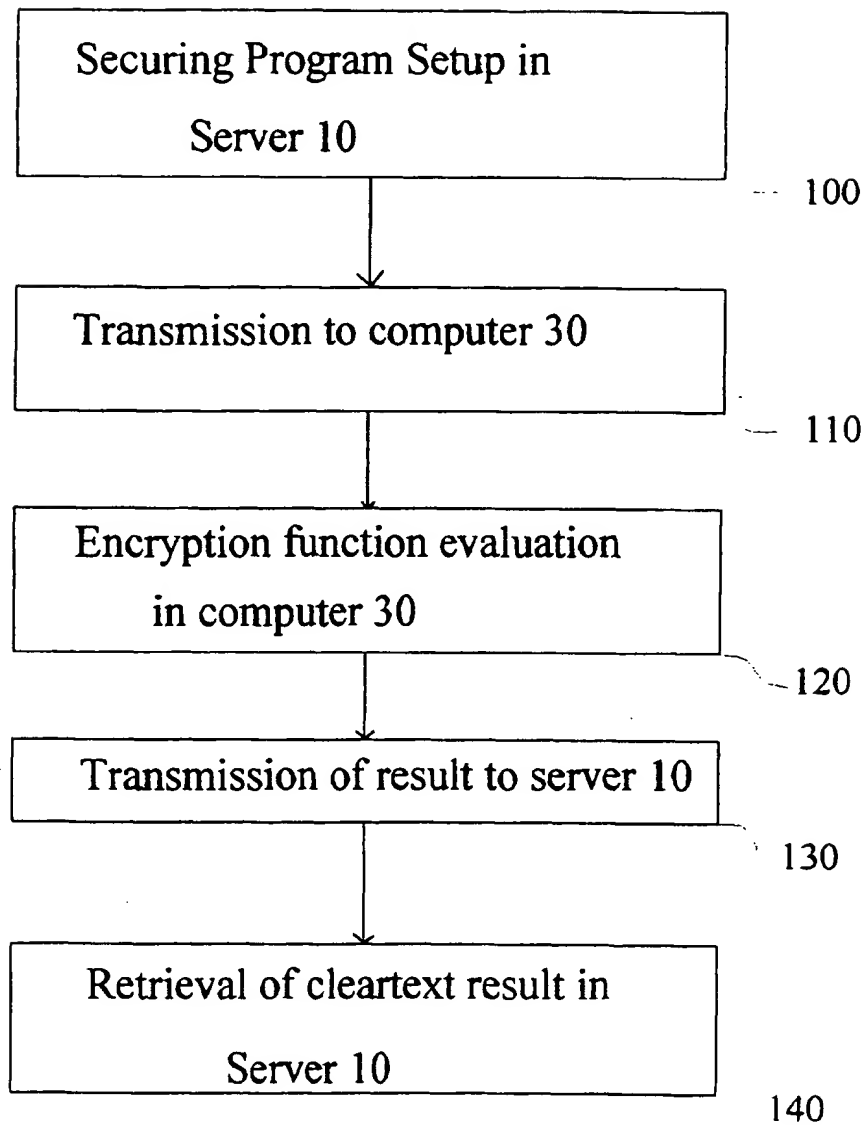 Securing Program Setup in
Server 10
100
Transmission to computer 30
110
Encryption function evaluation
in computer 30
120
Transmission of result to server 10
130
Retrieval of cleartext result in
Server 10
140